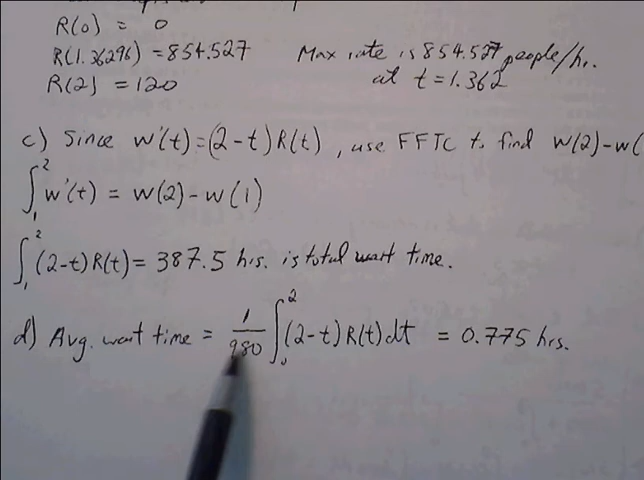 R(0) = 0
R(1.36296) = 854.527
R(2) = 120
Max rate is 854.527 people/hr.
at t = 1.362
c) Since w'(t) = (2-t)R(t), use FFTC to find w(2)-w(
∫₁² w'(t) = w(2) - w(1)
∫₁² (2-t)R(t) = 387.5 hrs. is total wait time.
d) Avg. wait time = 1/980 ∫₀² (2-t)R(t)dt = 0.775 hrs.